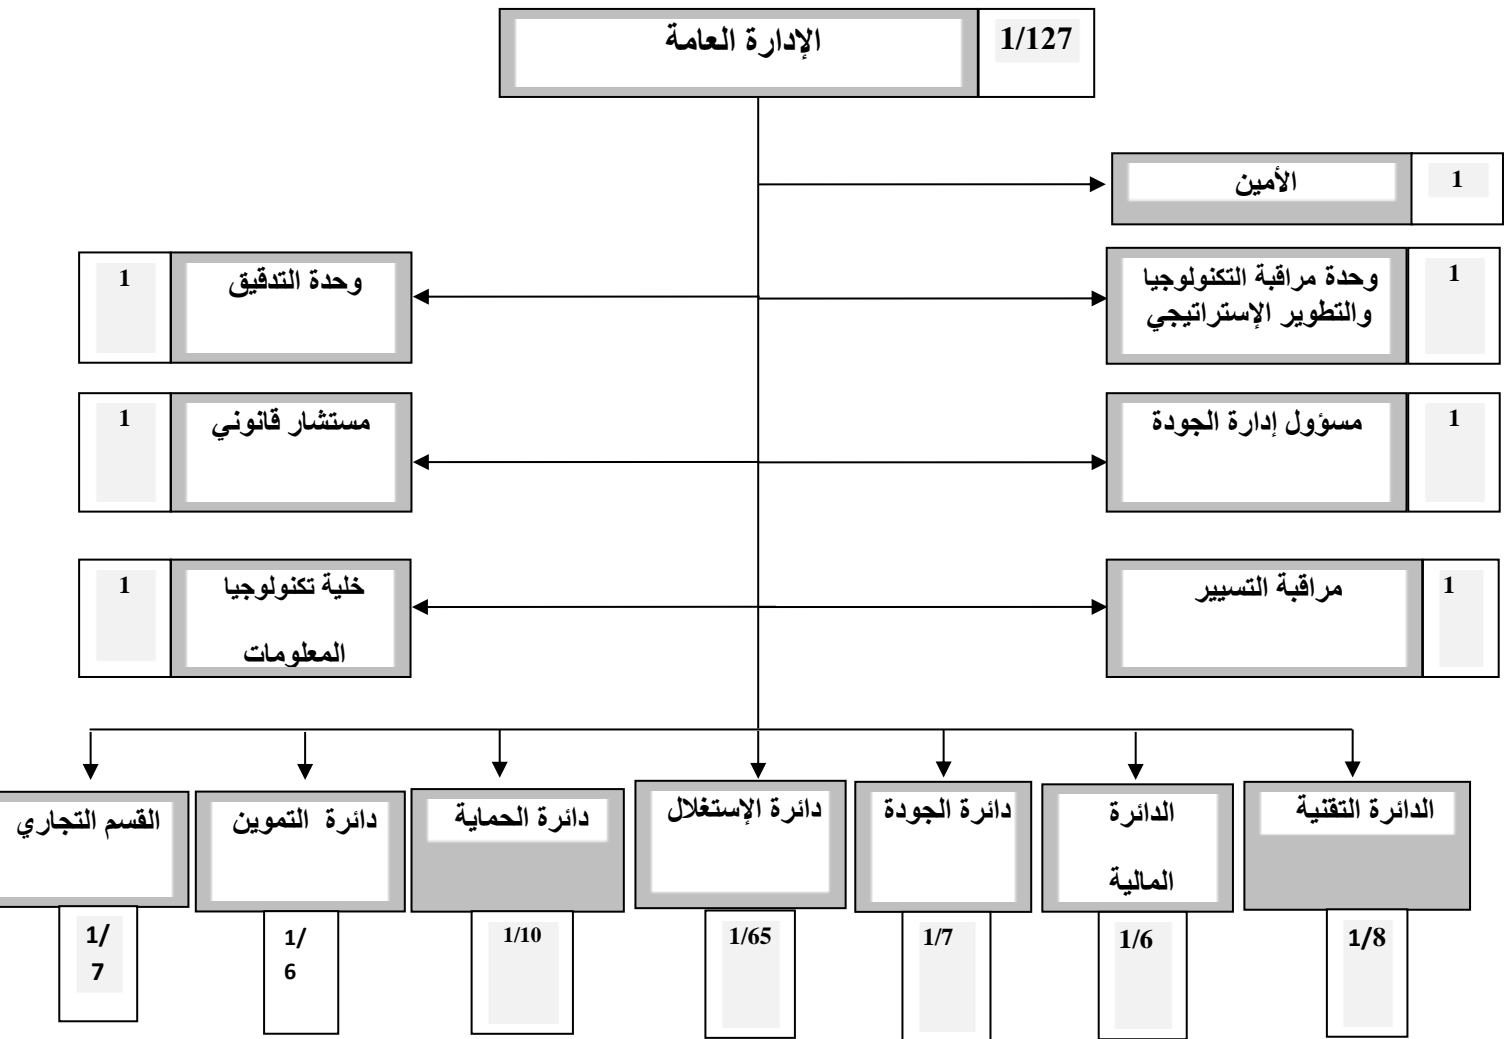 الإدارة العامة
1/127
الأمين
1
وحدة مراقبة التكنولوجيا
والتطوير الإستراتيجي
1
وحدة التدقيق
1
مسؤول إدارة الجودة
1
مستشار قانوني
1
مراقبة التسيير
1
خلية تكنولوجيا
المعلومات
1
الدائرة التقنية
1/8
الدائرة
المالية
1/6
دائرة الجودة
1/7
دائرة الإستغلال
1/65
دائرة الحماية
1/10
دائرة التموين
1/
6
القسم التجاري
1/
7